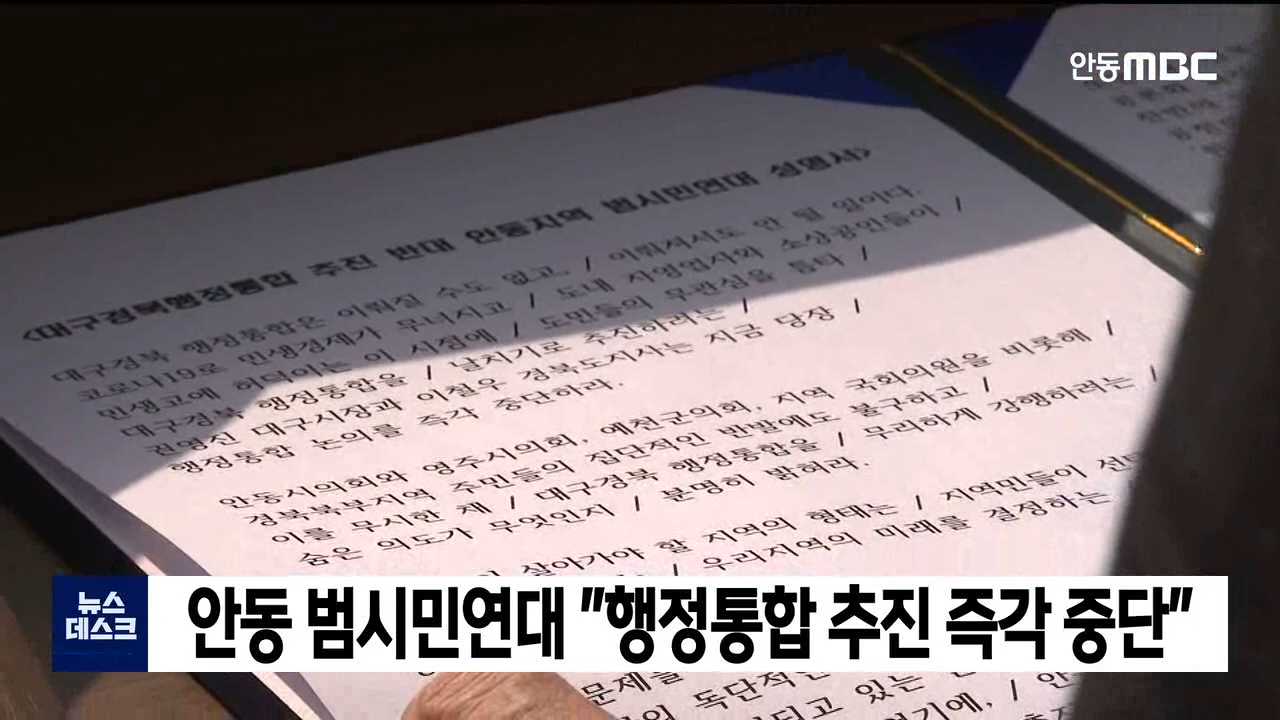 안동MBC
<대구경북행정통합 추진 반대 안동지역 범시민연대 성명서>
대구경북 행정통합은 이뤄질 수도 없고, / 이뤄져서도 안 될 일이다.
코로나19로 민생경제가 무너지고 / 도내 자영업자와 소상공인들이 /
민생고에 허덕이는 이 시점에 / 도민들의 무관심을 틈타 /
대구경북 행정통합을 / 날치기로 추진하려는 /
권영진 대구시장과 이철우 경북도지사는 지금 당장 /
행정통합 논의를 즉각 중단하라.
안동시의회와 영주시의회, 예천군의회, 지역 국회의원을 비롯해 /
경북북부지역 주민들의 집단적인 반발에도 불구하고 /
이를 무시한 채 / 대구경북 행정통합을 / 무리하게 강행하려는 /
숨은 의도가 무엇인지 / 분명히 밝혀라.
살아가야 할 지역의 형태는 / 지역민들이 선택
/ 우리지역의 미래를 결정하는
뉴스
데스크
안동 범시민연대 "행정통합 추진 즉각 중단"
문제를
독단적인
있는
/ 안